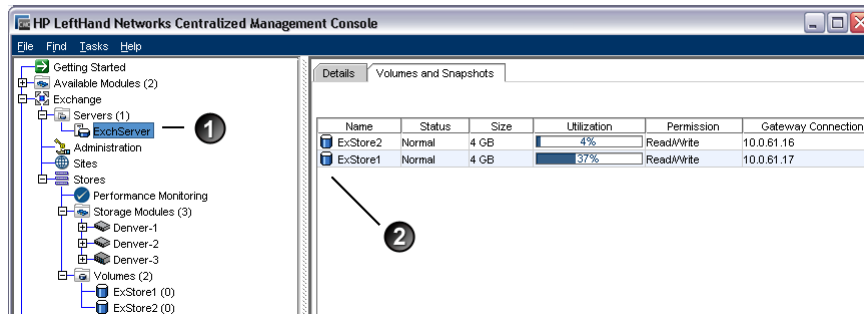 HP LeftHand Networks Centralized Management Console
File Find Tasks Help
Getting Started
Available Modules (2)
Exchange
Servers (1)
ExchServer
1
Administration
Sites
Stores
Performance Monitoring
Storage Modules (3)
Denver-1
Denver-2
Denver-3
Volumes (2)
ExStore1 (0)
ExStore2 (0)
Details Volumes and Snapshots
Name Status Size Utilization Permission Gateway Connection
ExStore2 Normal 4 GB 4% Read/Write 10.0.61.16
ExStore1 Normal 4 GB 37% Read/Write 10.0.61.17
2